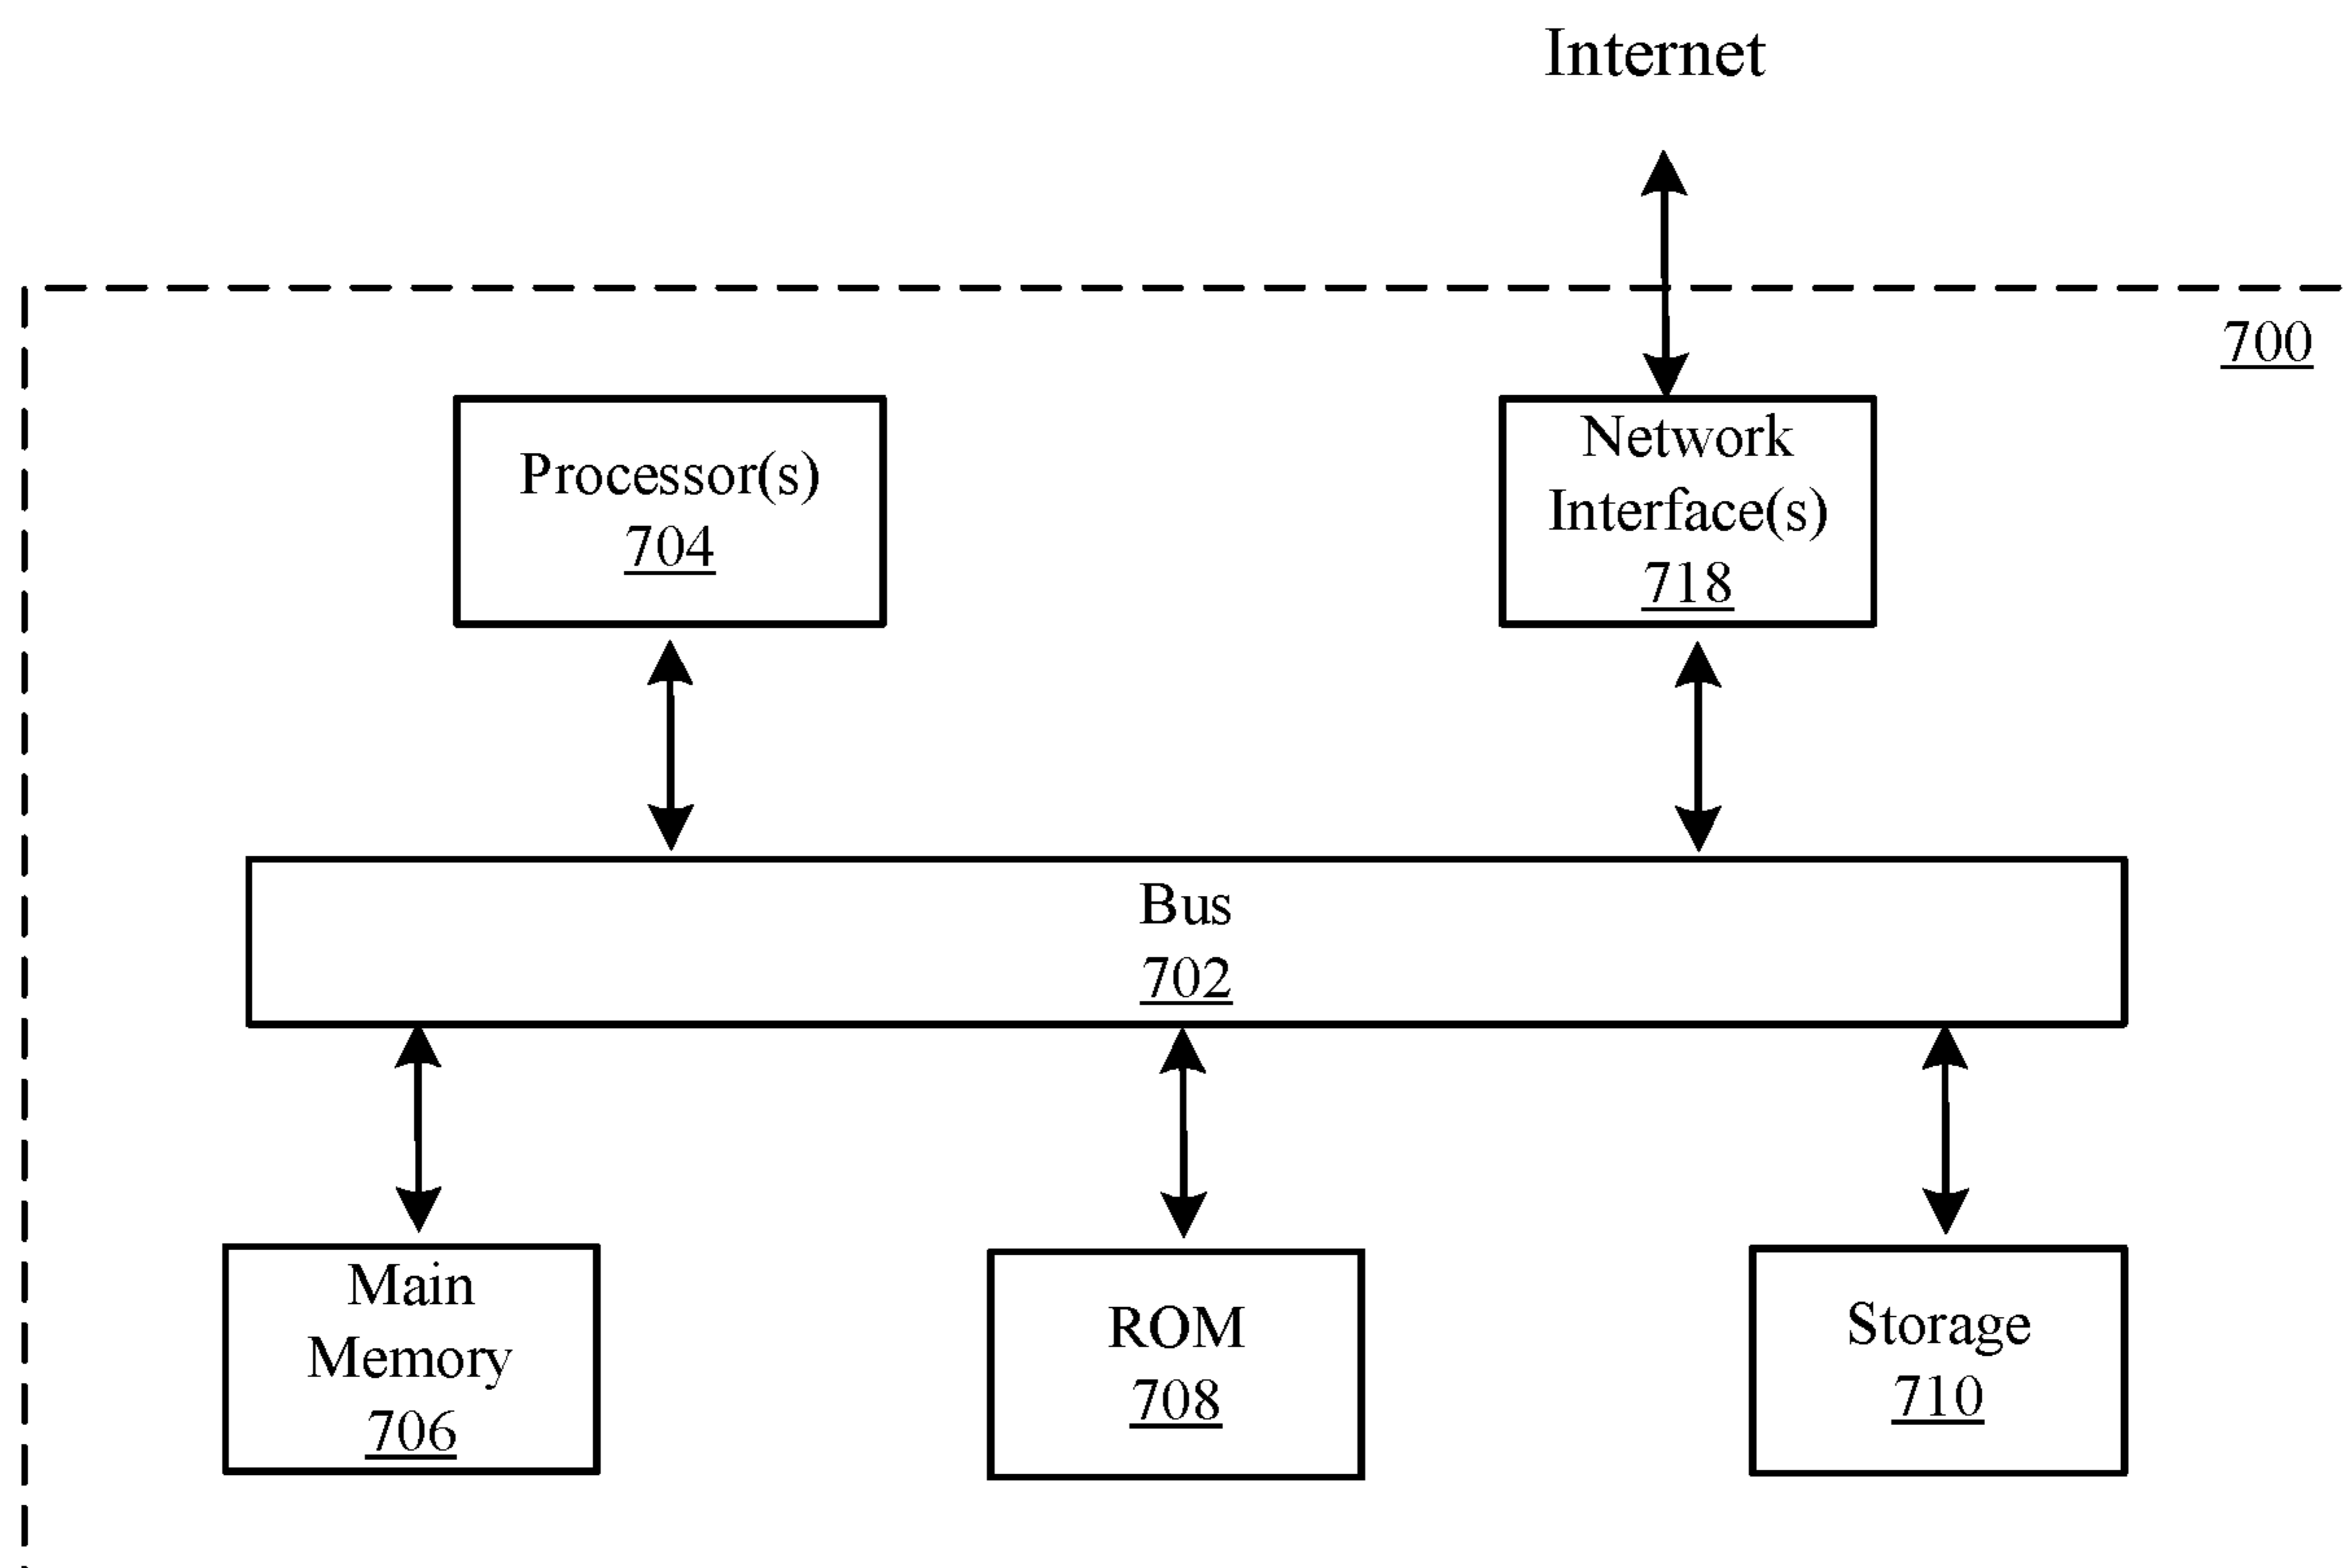 Internet
700
Processor(s)
704
Network
Interface(s)
718
Bus
702
Main
Memory
706
ROM
708
Storage
710